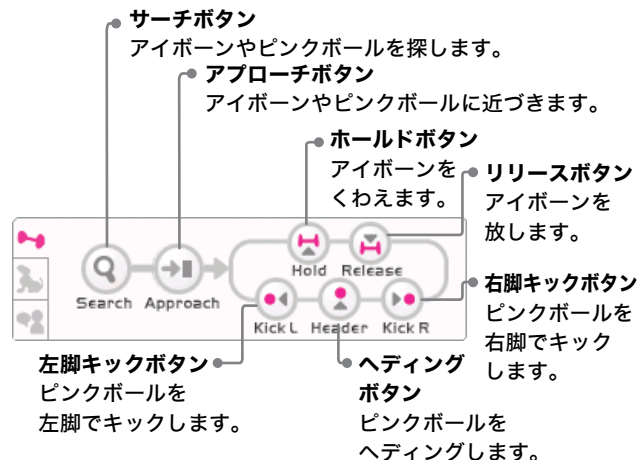 サーチボタン
アイボーンやピンクボールを探します。
アプローチボタン
アイボーンやピンクボールに近づきます。
ホールドボタン
アイボーンを
くわえます。
リリースボタン
アイボーンを
放します。
Search
Approach
Hold
Release
Kick L
Header
Kick R
右脚キックボタン
ピンクボールを
右脚でキック
します。
左脚キックボタン
ピンクボールを
左脚でキックします。
ヘディング
ボタン
ピンクボールを
ヘディングします。